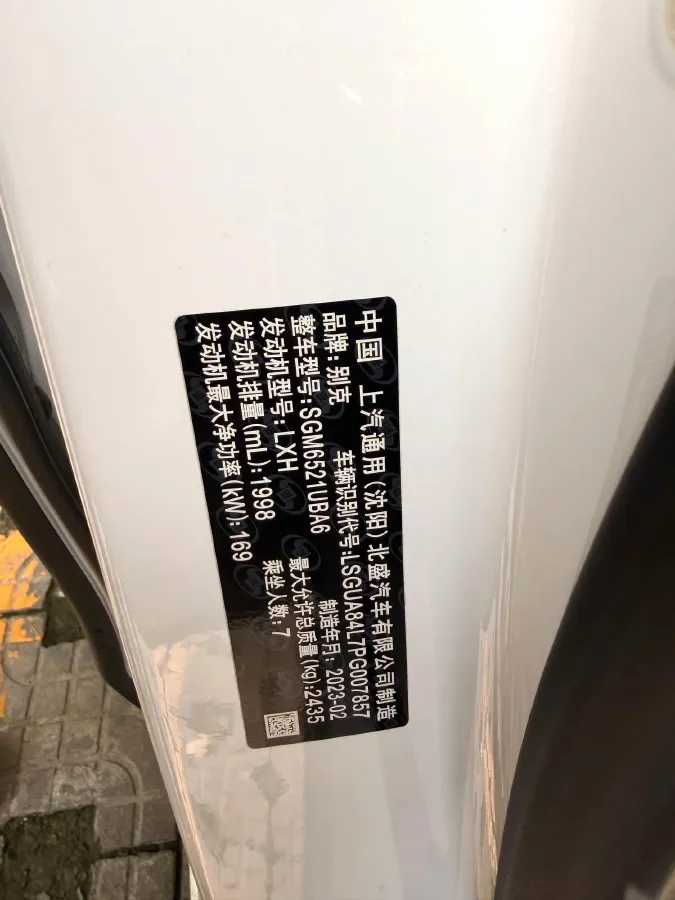 中国 上汽通用(沈阳)北盛汽车有限公司制造
品牌:别克 车辆识别代号:LSGUA84L7PG007857
整车型号:SGM6521UBA6 制造年月:2023-02
发动机型号:LXH 最大允许总质量(kg):2435
发动机排量(mL):1998 乘坐人数:7
发动机最大净功率(kW):169